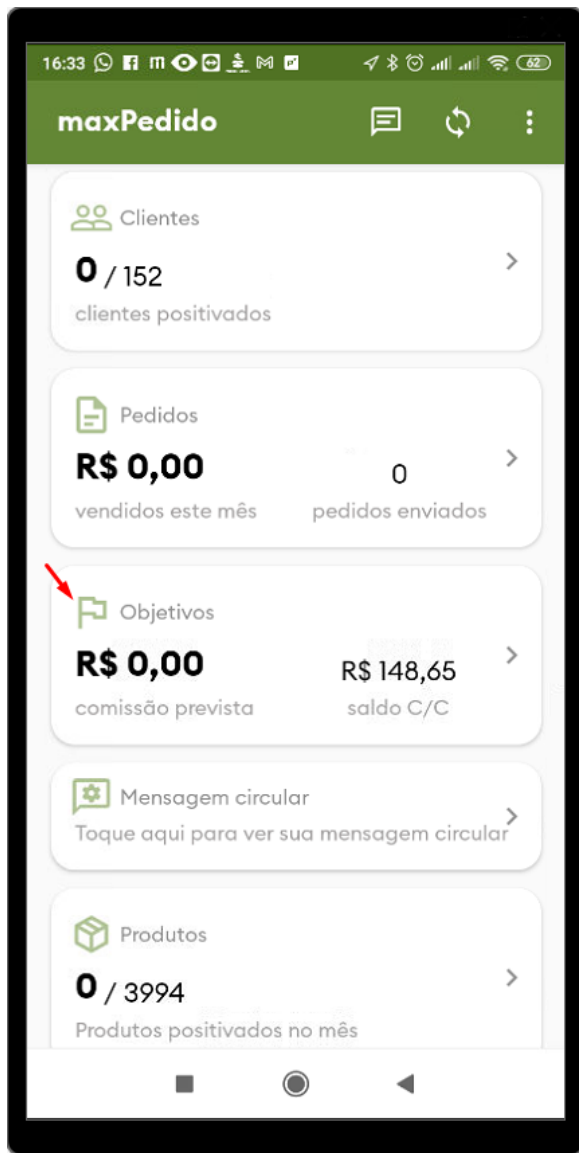 16:33 62
maxPedido
Clientes
0 / 152
clientes positivados
Pedidos
R$ 0,00 0
vendidos este mês pedidos enviados
Objetivos
R$ 0,00 R$ 148,65
comissão prevista saldo C/C
Mensagem circular
Toque aqui para ver sua mensagem circular
Produtos
0 / 3994
Produtos positivados no mês